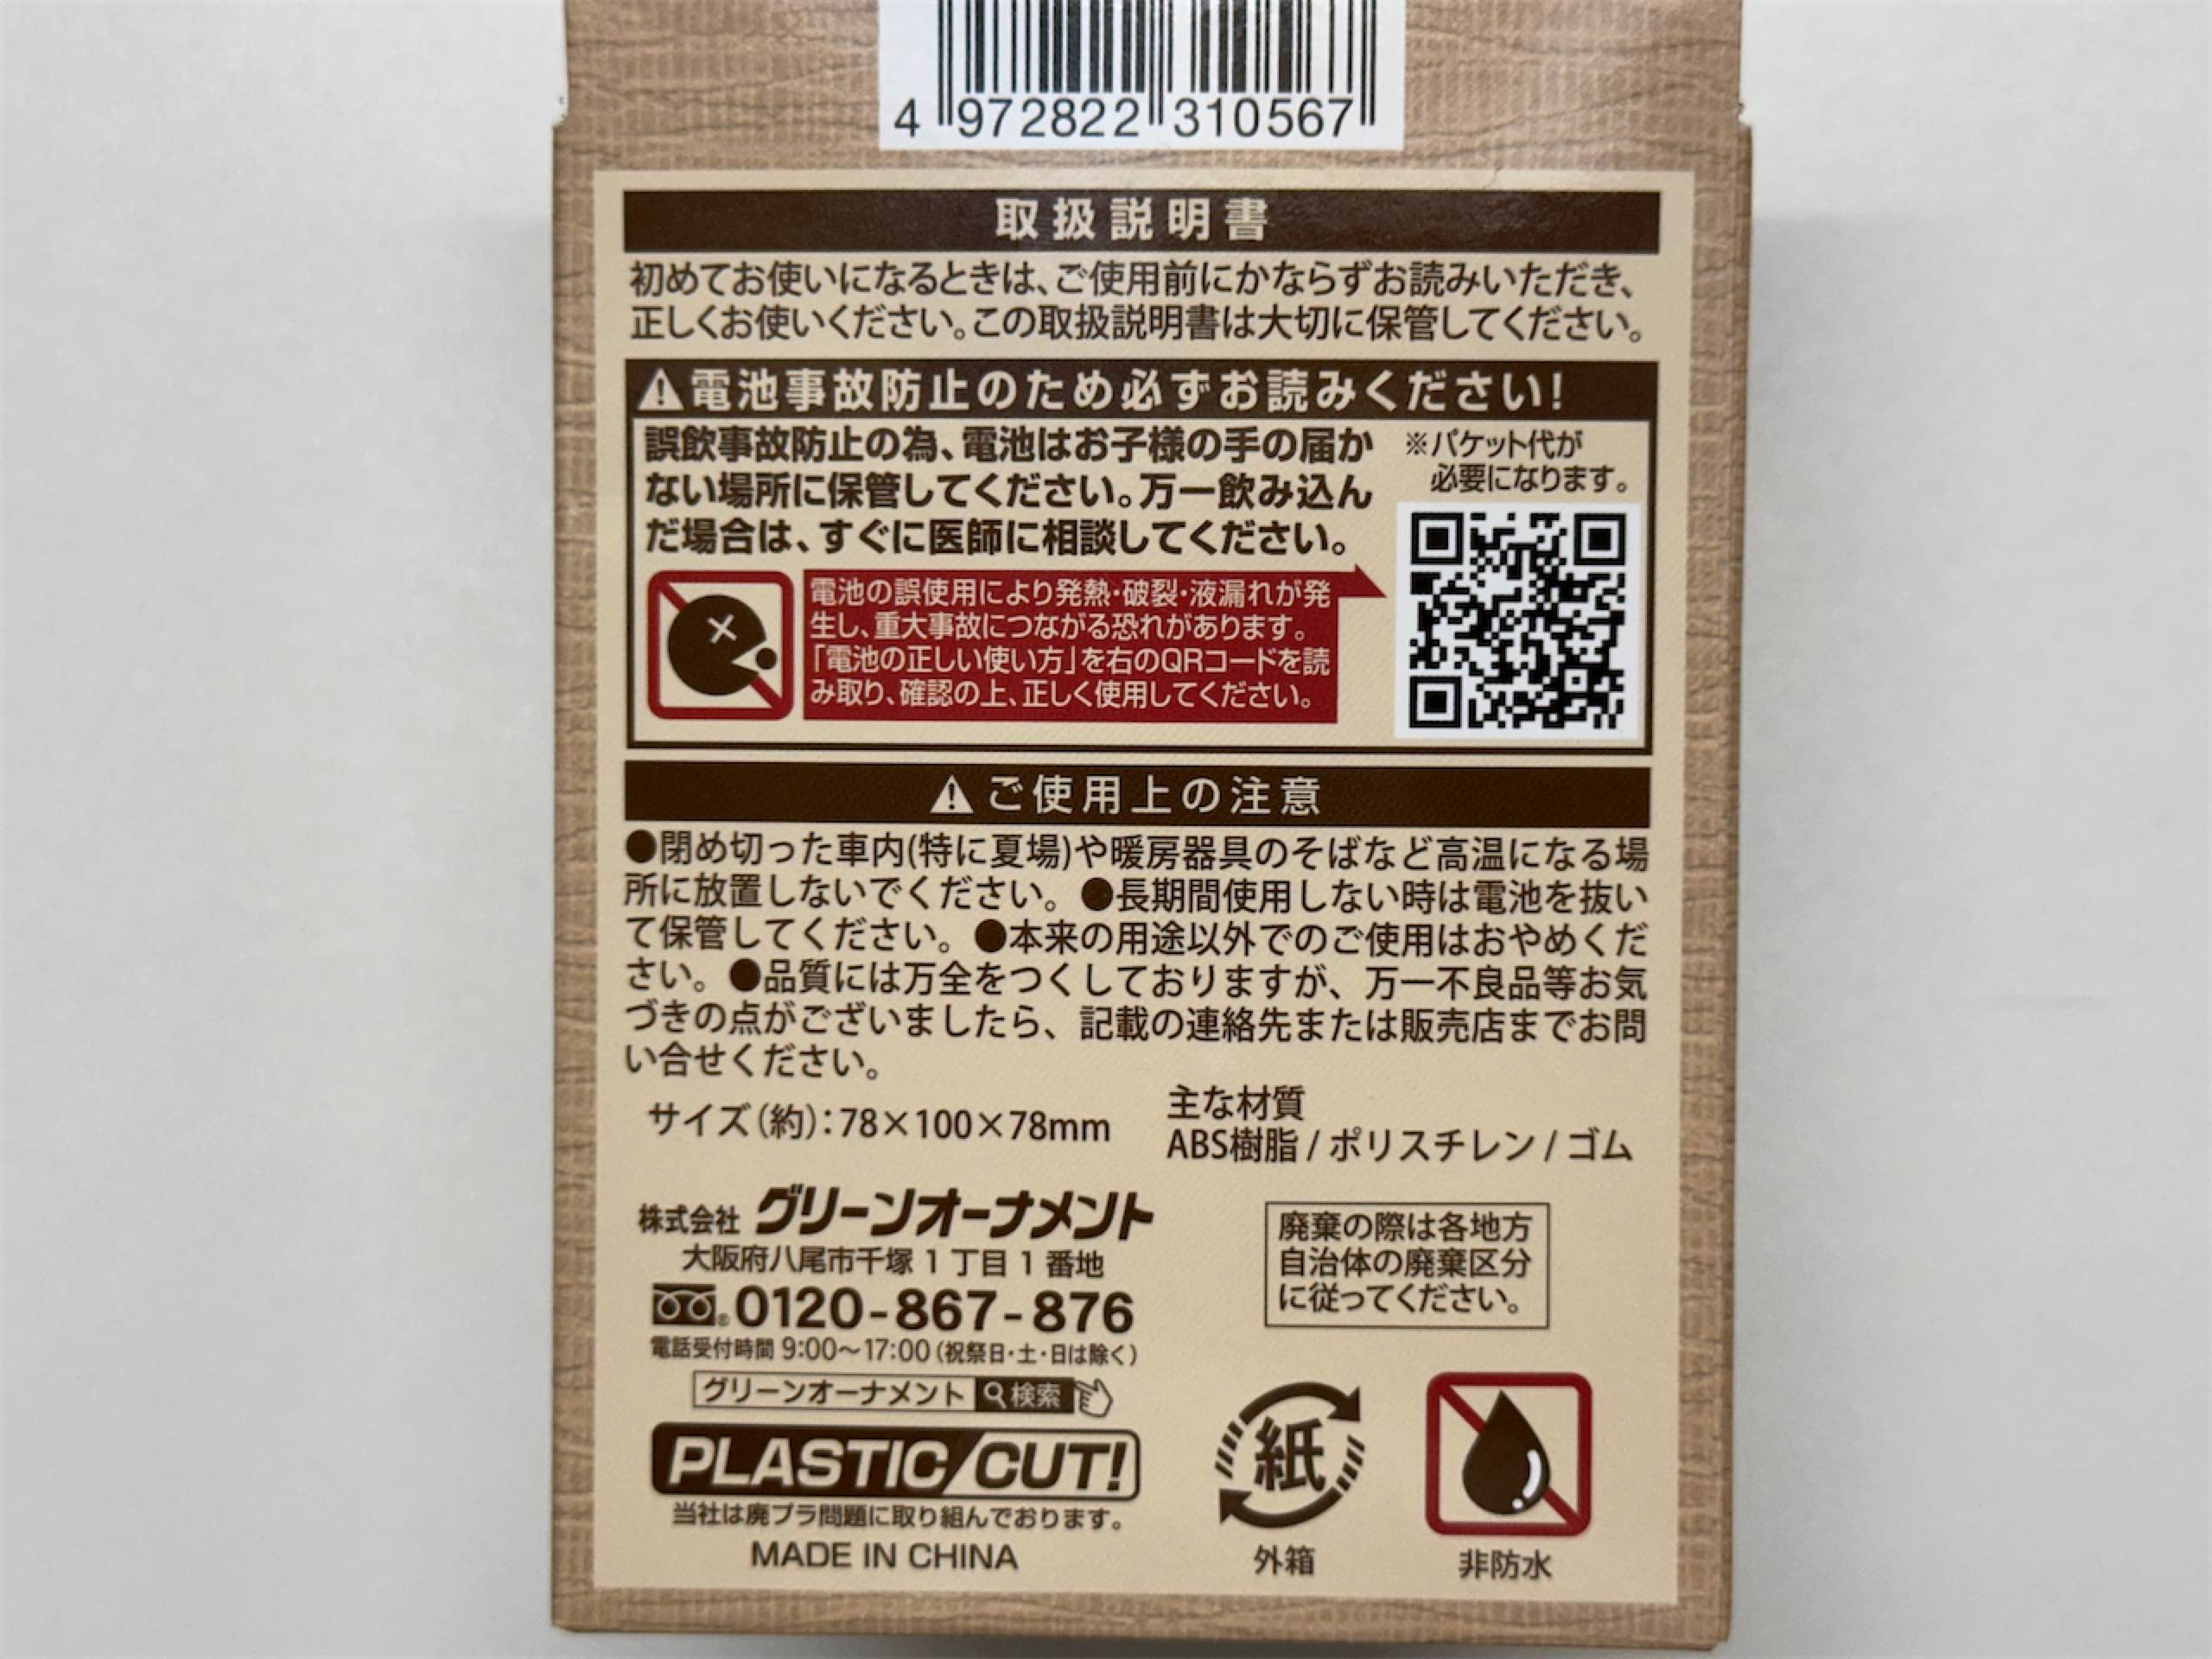 4 972822 310567
取扱説明書
初めてお使いになるときは、ご使用前にかならずお読みいただき、
正しくお使いください。この取扱説明書は大切に保管してください。
電池事故防止のため必ずお読みください!
誤飲事故防止の為、電池はお子様の手の届か
ない場所に保管してください。万一飲み込ん
だ場合は、すぐに医師に相談してください。
※パケット代が
必要になります。
電池の誤使用により発熱・破裂・液漏れが発
生し、重大事故につながる恐れがあります。
「電池の正しい使い方」を右のQRコードを読
み取り、確認の上、正しく使用してください。
ご使用上の注意
●閉め切った車内(特に夏場)や暖房器具のそばなど高温になる場
所に放置しないでください。●長期間使用しない時は電池を抜い
て保管してください。●本来の用途以外でのご使用はおやめくだ
さい。●品質には万全をつくしておりますが、万一不良品等お気
づきの点がございましたら、記載の連絡先または販売店までお問
い合せください。
サイズ(約):78×100×78mm
主な材質
ABS樹脂/ポリスチレン/ゴム
株式会社 グリーンオーナメント
大阪府八尾市千塚1丁目1番地
0120-867-876
電話受付時間 9:00〜17:00(祝祭日・土・日は除く)
グリーンオーナメント 検索
PLASTIC/CUT!
当社は廃プラ問題に取り組んでおります。
MADE IN CHINA
廃棄の際は各地方
自治体の廃棄区分
に従ってください。
紙
外箱
非防水